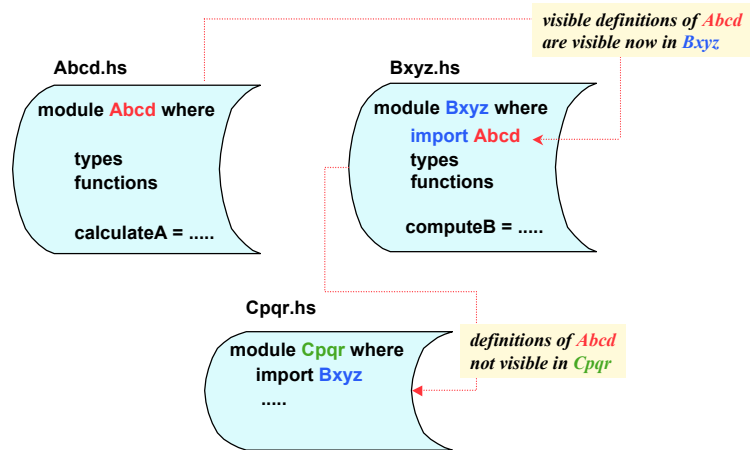 visible definitions of Abcd
are visible now in Bxyz
Abcd.hs
module Abcd where
types
functions
calculateA = .....
Bxyz.hs
module Bxyz where
import Abcd
types
functions
computeB = .....
Cpqr.hs
module Cpqr where
import Bxyz
.....
definitions of Abcd
not visible in Cpqr